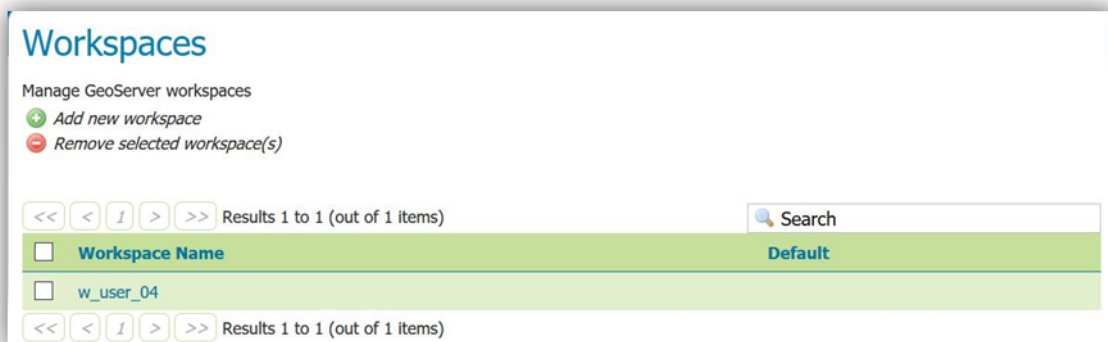 Workspaces
Manage GeoServer workspaces
Add new workspace
Remove selected workspace(s)
<< < 1 > >> Results 1 to 1 (out of 1 items) Search
Workspace Name Default
w_user_04
<< < 1 > >> Results 1 to 1 (out of 1 items)